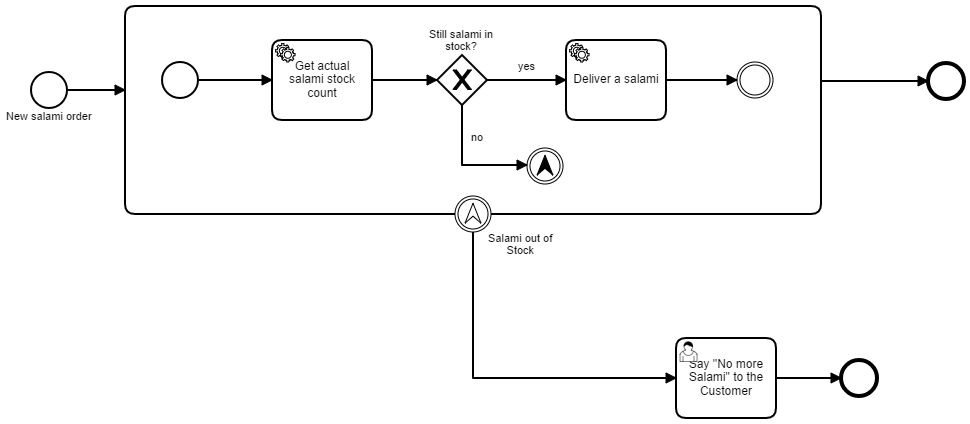 New salami order
Get actual
salami stock
count
Still salami in
stock?
yes
no
Deliver a salami
Salami out of
Stock
Say "No more
Salami" to the
Customer